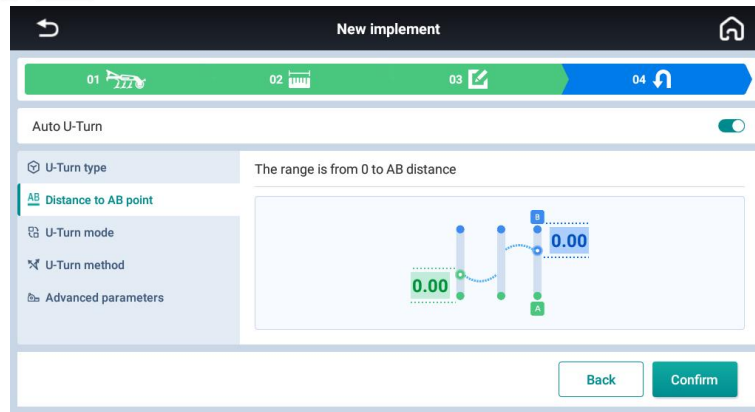 New implement
01
02
03
04
Auto U-Turn
U-Turn type
AB Distance to AB point
U-Turn mode
U-Turn method
Advanced parameters
The range is from 0 to AB distance
B
0.00
0.00
A
Back
Confirm